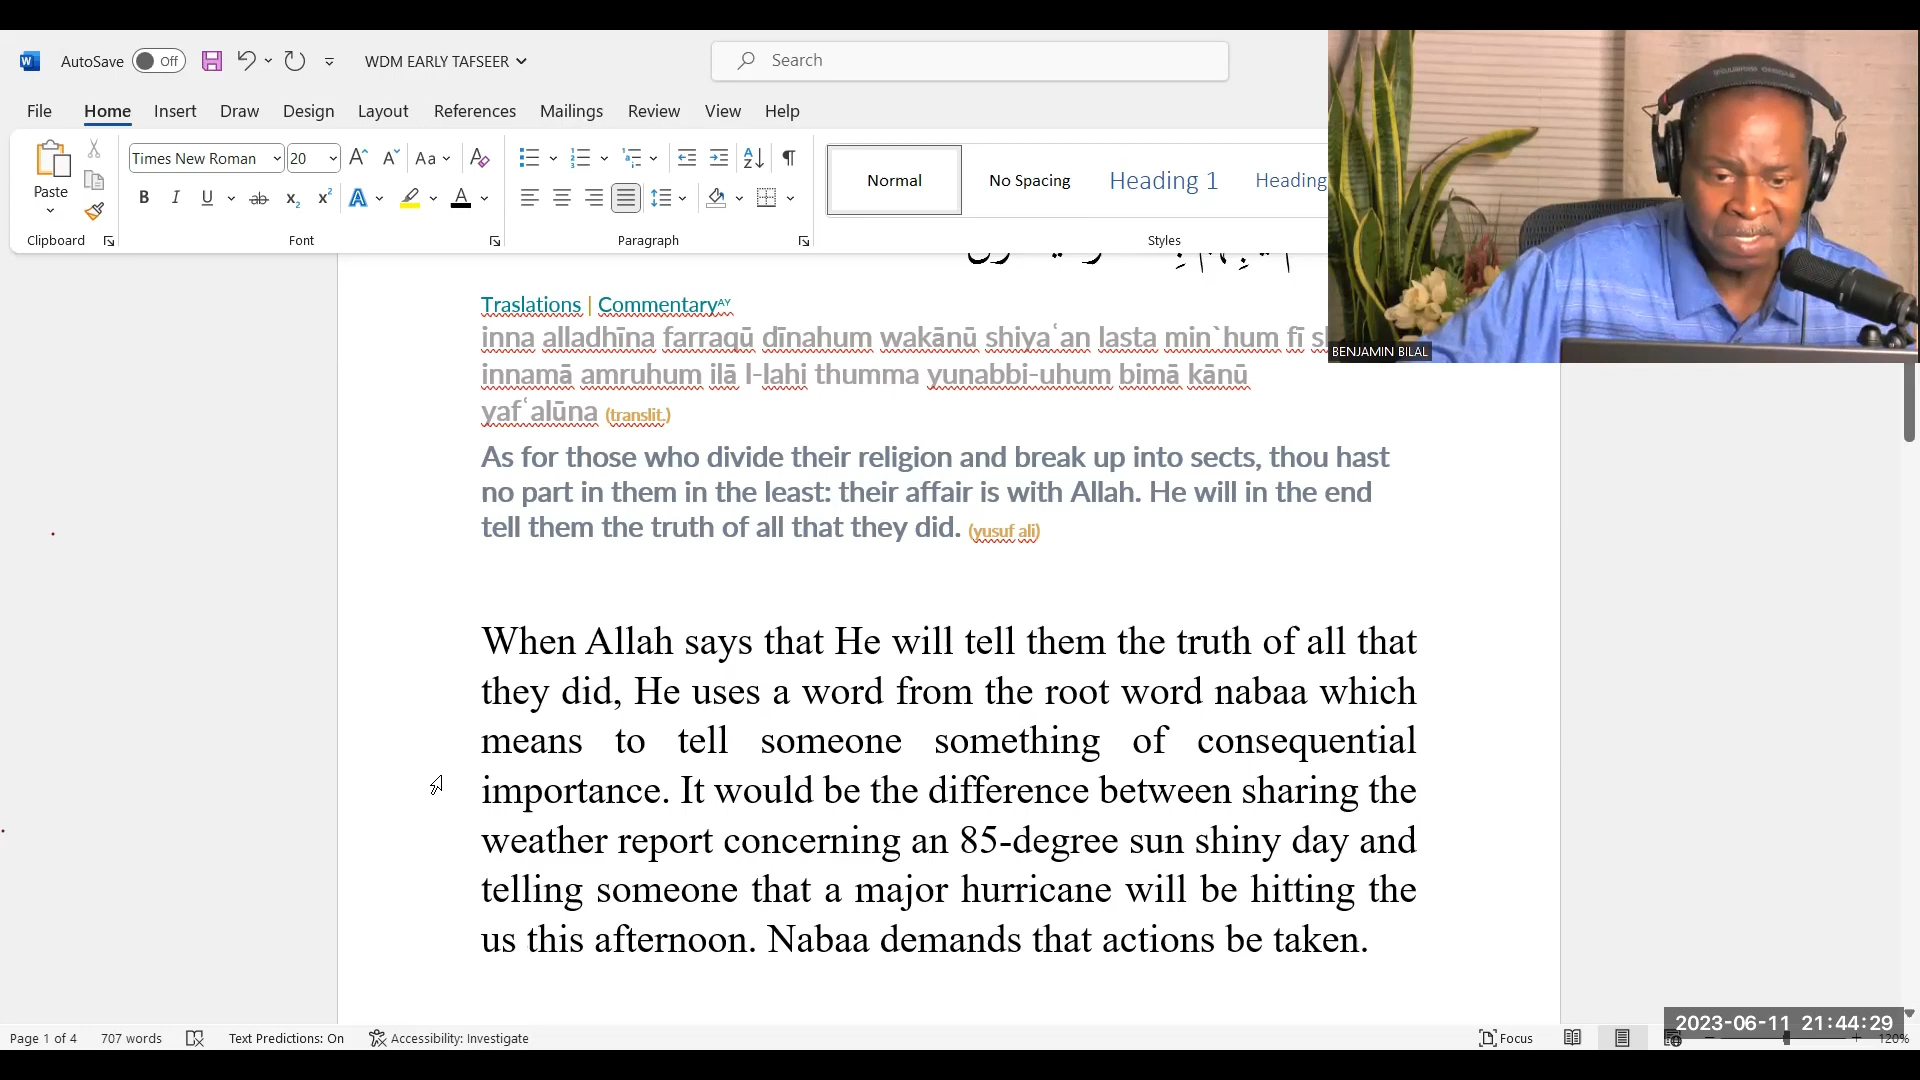 AutoSave Off WDM EARLY TAFSEER Search
File Home Insert Draw Design Layout References Mailings Review View Help
Paste Times New Roman 20 Aa Normal No Spacing Heading 1 Heading
Clipboard Font Paragraph Styles
BENJAMIN BILAL
Traslations | Commentaryᴬʸ
inna alladhīna farraqū dīnahum wakānū shiyaʿan lasta min`hum fī
innamā amruhum ilā l-lahi thumma yunabbi-uhum bimā kānū
yafʿalūna (translit.)
As for those who divide their religion and break up into sects, thou hast
no part in them in the least: their affair is with Allah. He will in the end
tell them the truth of all that they did. (yusuf ali)
When Allah says that He will tell them the truth of all that
they did, He uses a word from the root word nabaa which
means to tell someone something of consequential
importance. It would be the difference between sharing the
weather report concerning an 85-degree sun shiny day and
telling someone that a major hurricane will be hitting the
us this afternoon. Nabaa demands that actions be taken.
2023-06-11 21:44:29
Page 1 of 4 707 words Text Predictions: On Accessibility: Investigate Focus 120%